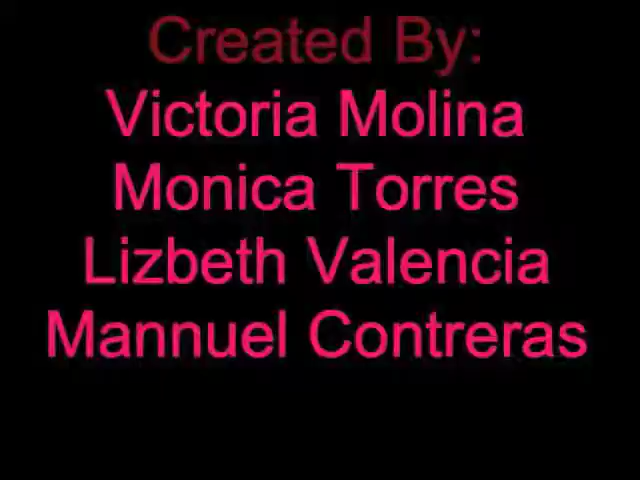 Created By:
Victoria Molina
Monica Torres
Lizbeth Valencia
Mannuel Contreras